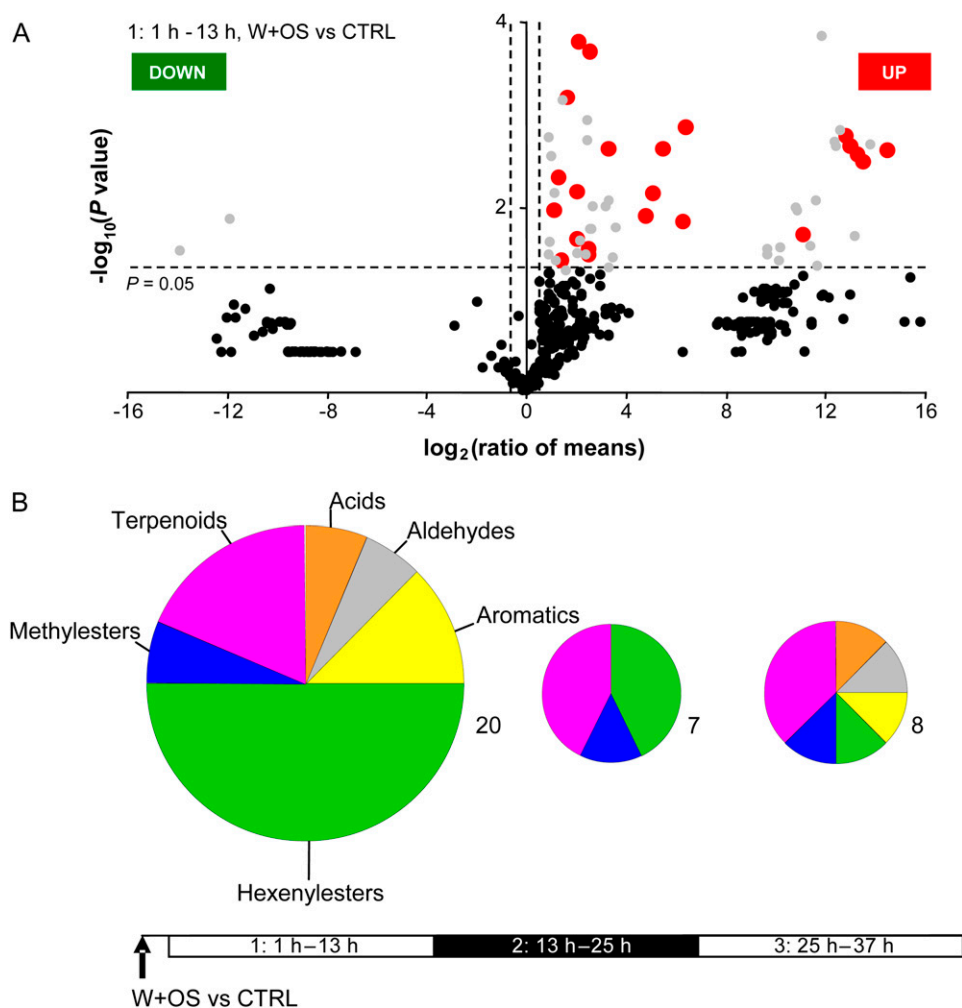 A
1: 1 h - 13 h, W+OS vs CTRL
DOWN
UP
4
2
-log10(P value)
P = 0.05
-16 -12 -8 -4 0 4 8 12 16
log2(ratio of means)
B
Acids
Terpenoids
Aldehydes
Aromatics
Methylesters
20
7
8
Hexenylesters
1: 1 h–13 h 2: 13 h–25 h 3: 25 h–37 h
W+OS vs CTRL